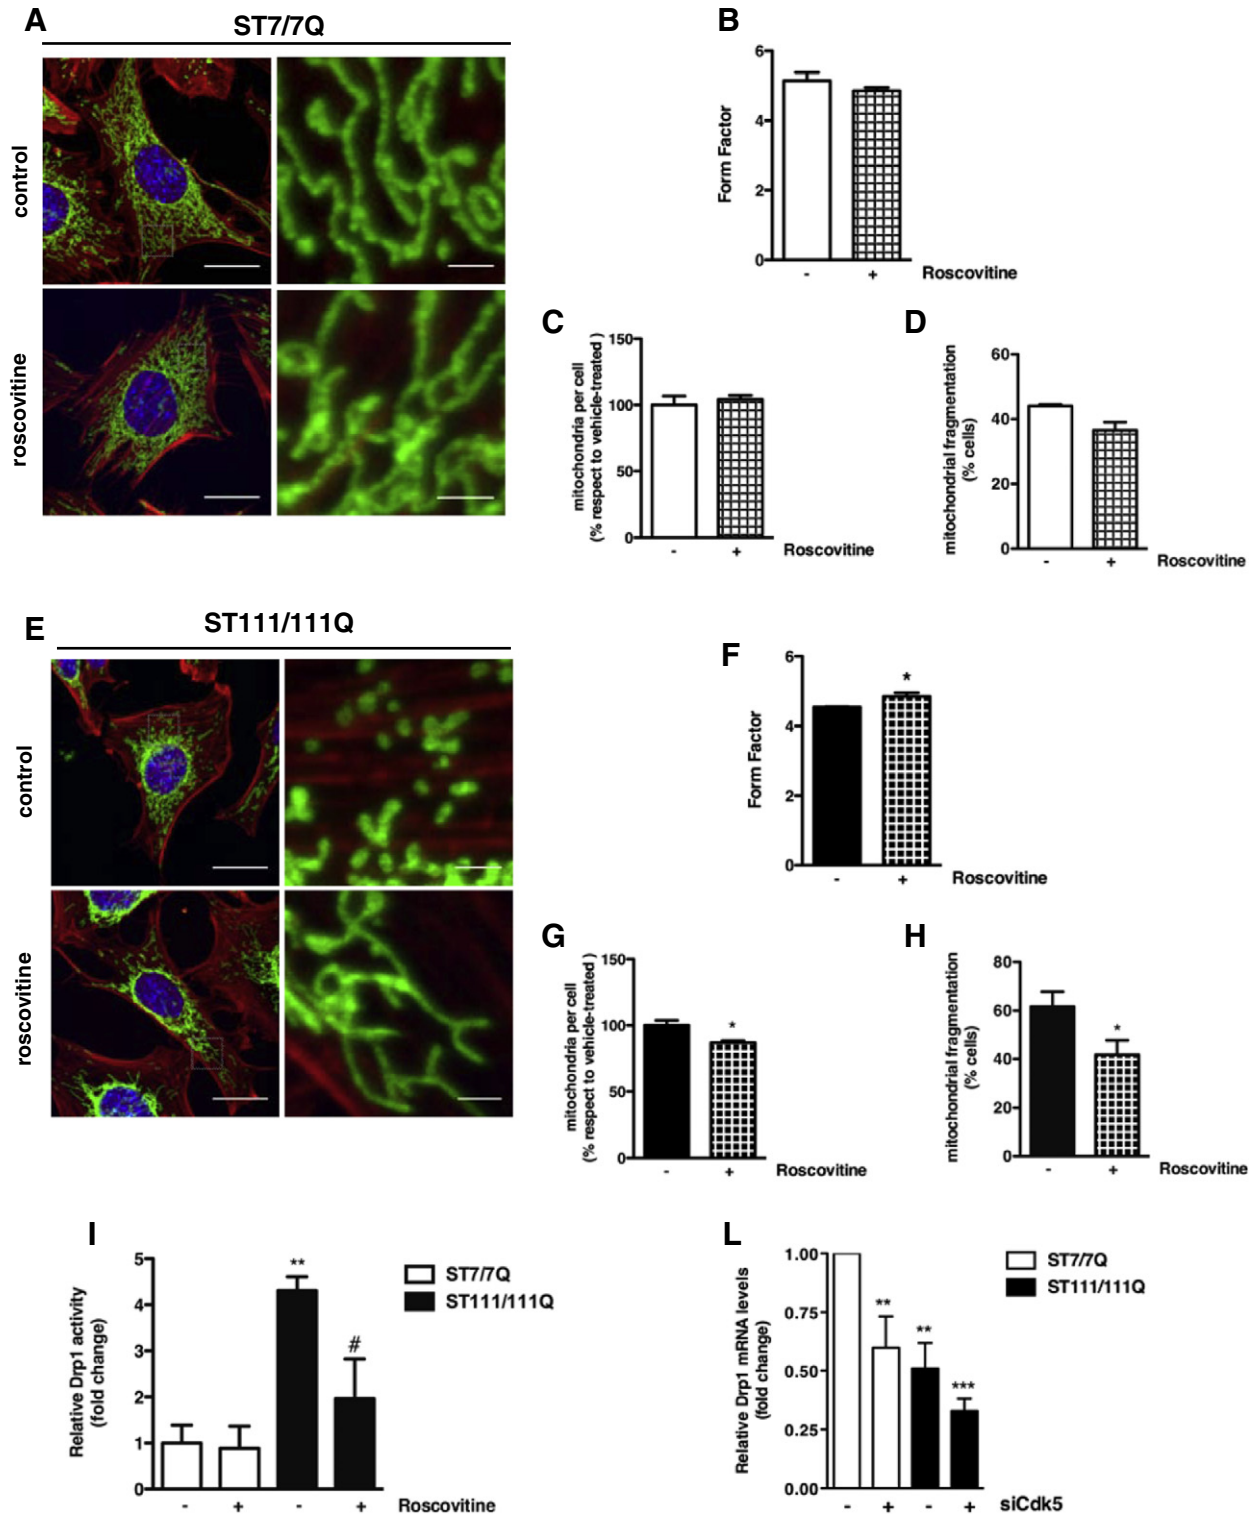 A
ST7/7Q
control
roscovitine
B
Form Factor
6
4
2
0
- + Roscovitine
C
mitochondria per cell
(% respect to vehicle-treated )
150
100
50
0
- + Roscovitine
D
mitochondrial fragmentation
(% cells)
60
40
20
0
- + Roscovitine
E
ST111/111Q
control
roscovitine
F
Form Factor
6
4
2
0
*
- + Roscovitine
G
mitochondria per cell
(% respect to vehicle-treated )
150
100
50
0
*
- + Roscovitine
H
mitochondrial fragmentation
(% cells)
80
60
40
20
0
*
- + Roscovitine
I
Relative Drp1 activity
(fold change)
5
4
3
2
1
0
**
#
- + - + Roscovitine
ST7/7Q
ST111/111Q
L
Relative Drp1 mRNA levels
(fold change)
1.00
0.75
0.50
0.25
0.00
**
**
***
- + - + siCdk5
ST7/7Q
ST111/111Q